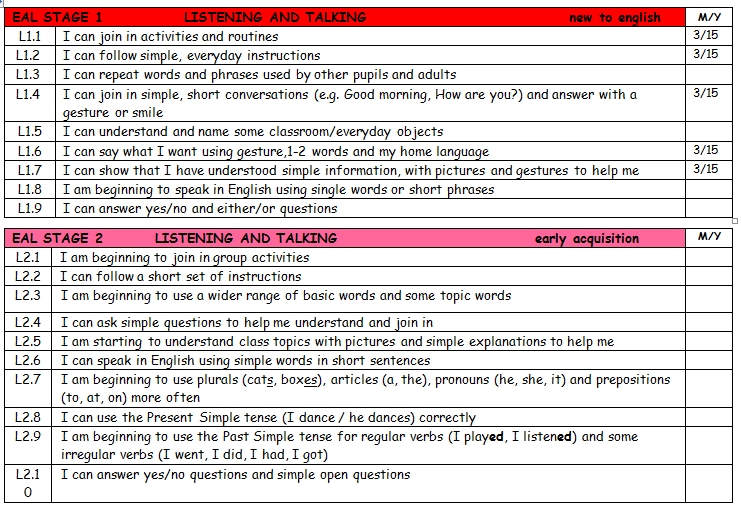 EAL STAGE 1 LISTENING AND TALKING new to english M/Y
L1.1 I can join in activities and routines 3/15
L1.2 I can follow simple, everyday instructions 3/15
L1.3 I can repeat words and phrases used by other pupils and adults
L1.4 I can join in simple, short conversations (e.g. Good morning, How are you?) and answer with a 3/15
gesture or smile
L1.5 I can understand and name some classroom/everyday objects
L1.6 I can say what I want using gesture,1-2 words and my home language 3/15
L1.7 I can show that I have understood simple information, with pictures and gestures to help me 3/15
L1.8 I am beginning to speak in English using single words or short phrases
L1.9 I can answer yes/no and either/or questions
EAL STAGE 2 LISTENING AND TALKING early acquisition M/Y
L2.1 I am beginning to join in group activities
L2.2 I can follow a short set of instructions
L2.3 I am beginning to use a wider range of basic words and some topic words
L2.4 I can ask simple questions to help me understand and join in
L2.5 I am starting to understand class topics with pictures and simple explanations to help me
L2.6 I can speak in English using simple words in short sentences
L2.7 I am beginning to use plurals (cats, boxes), articles (a, the), pronouns (he, she, it) and prepositions
(to, at, on) more often
L2.8 I can use the Present Simple tense (I dance / he dances) correctly
L2.9 I am beginning to use the Past Simple tense for regular verbs (I played, I listened) and some
irregular verbs (I went, I did, I had, I got)
L2.1 I can answer yes/no questions and simple open questions
0